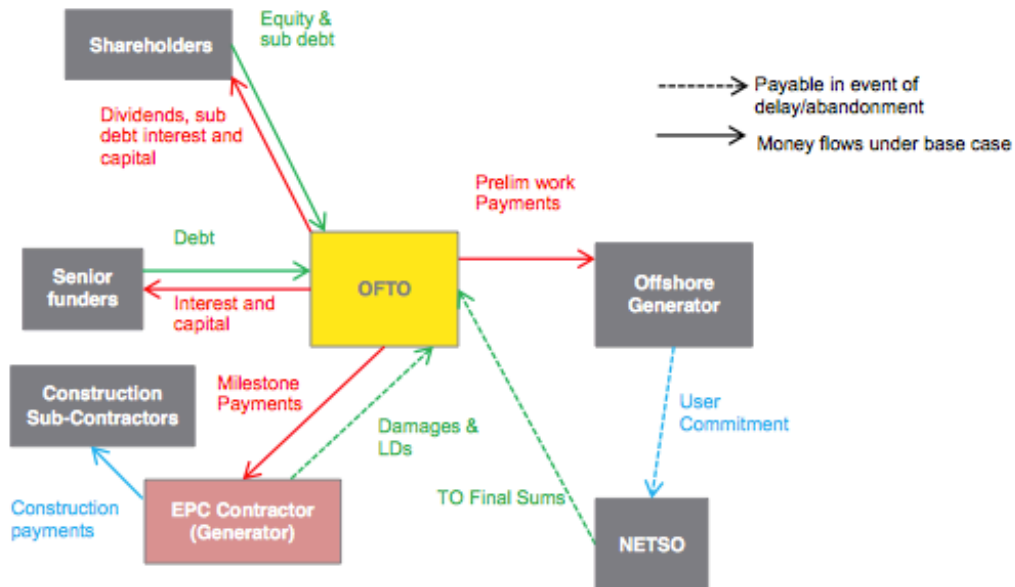 Equity &
sub debt
Shareholders
Payable in event of
delay/abandonment
Dividends, sub
debt interest and
capital
Money flows under base case
Prelim work
Payments
Debt
Senior
funders
OFTO
Offshore
Generator
Interest and
capital
Construction
Sub-Contractors
Milestone
Payments
User
Commitment
Damages &
LDs
TO Final Sums
Construction
payments
EPC Contractor
(Generator)
NETSO